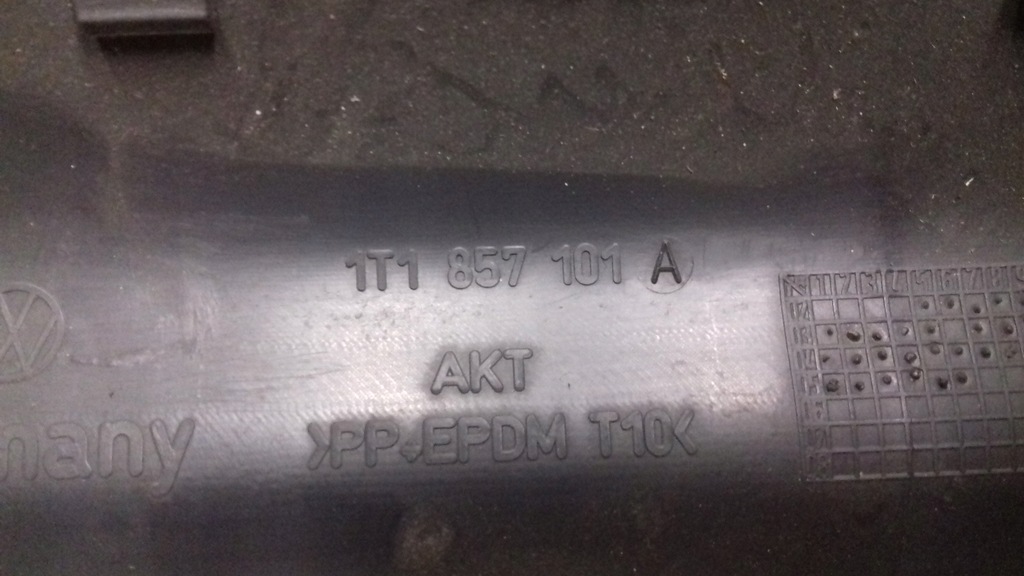 1T1 857 101 A
AKT
many
>PP+EPDM T10<